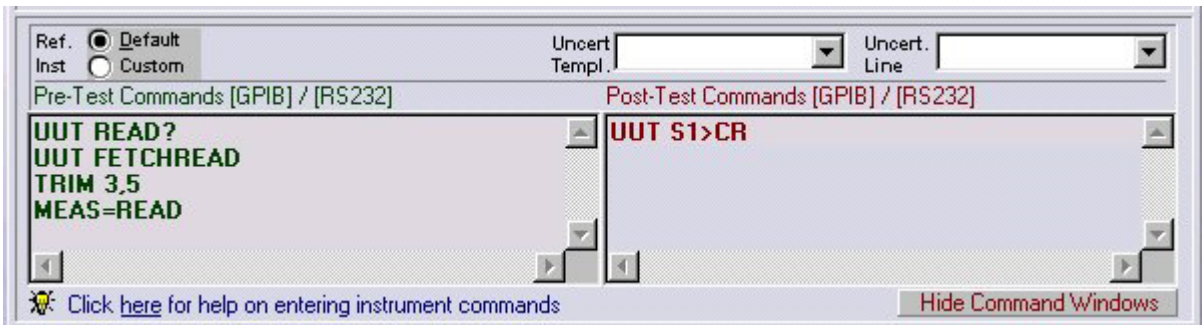 Ref. Default Uncert Uncert.
Inst Custom Templ. Line
Pre-Test Commands [GPIB] / [RS232] Post-Test Commands [GPIB] / [RS232]
UUT READ? UUT S1>CR
UUT FETCHREAD
TRIM 3,5
MEAS=READ
Click here for help on entering instrument commands Hide Command Windows